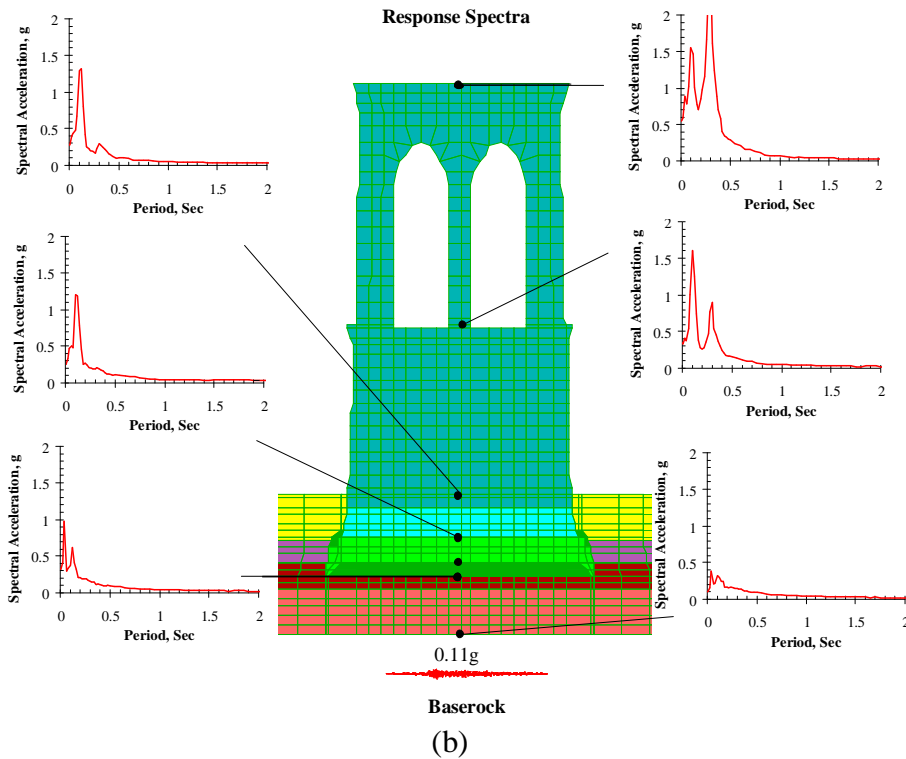 Response Spectra
Spectral Acceleration, g
2
1.5
1
0.5
0
0 0.5 1 1.5 2
Period, Sec
Spectral Acceleration, g
2
1.5
1
0.5
0
0 0.5 1 1.5 2
Period, Sec
Spectral Acceleration, g
2
1.5
1
0.5
0
0 0.5 1 1.5 2
Period, Sec
Spectral Acceleration, g
2
1.5
1
0.5
0
0 0.5 1 1.5 2
Period, Sec
Spectral Acceleration, g
2
1.5
1
0.5
0
0 0.5 1 1.5 2
Period, Sec
Spectral Acceleration, g
2
1.5
1
0.5
0
0 0.5 1 1.5 2
Period, Sec
0.11g
Baserock
(b)